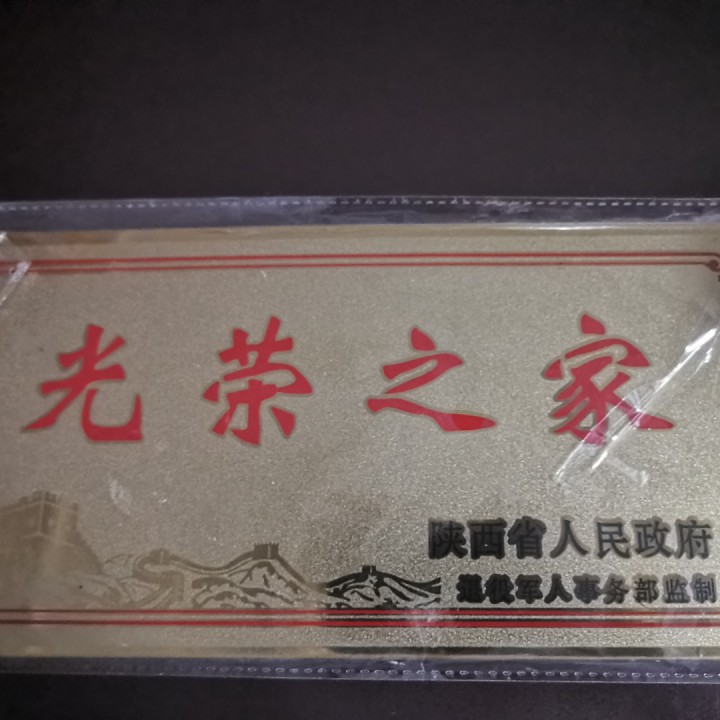 光荣之家
陕西省人民政府
退役军人事务部监制